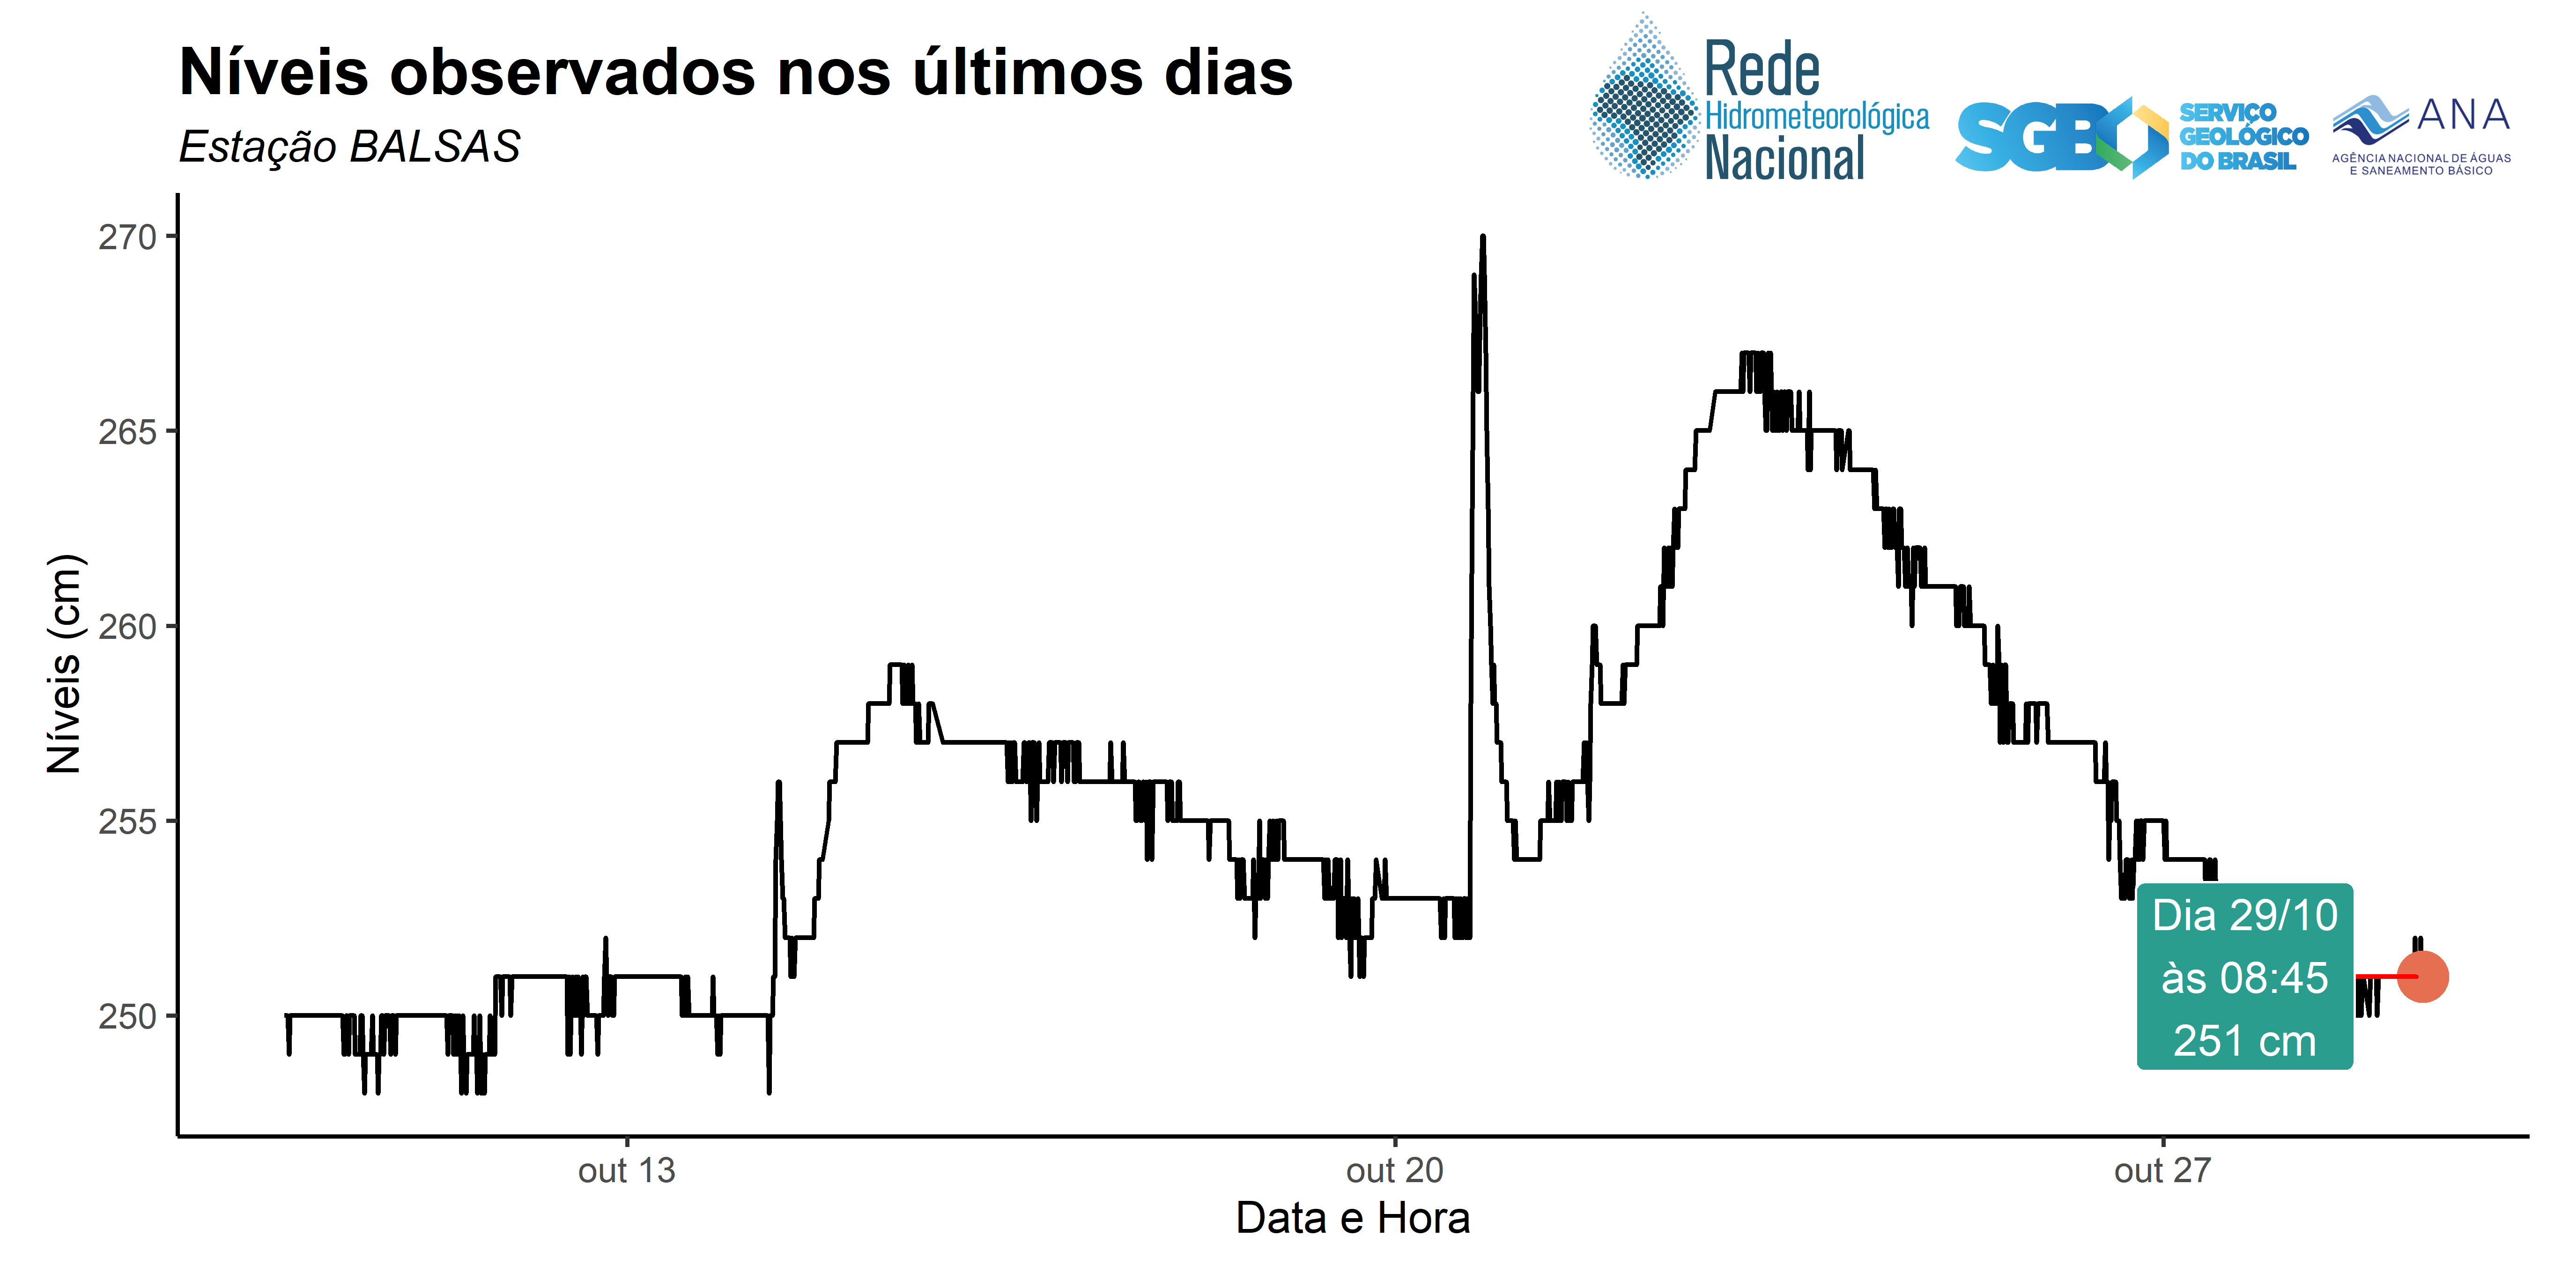 Níveis observados nos últimos dias
Estação BALSAS
Rede
Hidrometeorológica
Nacional
SGB
SERVIÇO
GEOLÓGICO
DO BRASIL
ANA
AGÊNCIA NACIONAL DE ÁGUAS
E SANEAMENTO BÁSICO
Níveis (cm)
270
265
260
255
250
Dia 29/10
às 08:45
251 cm
out 13
out 20
out 27
Data e Hora